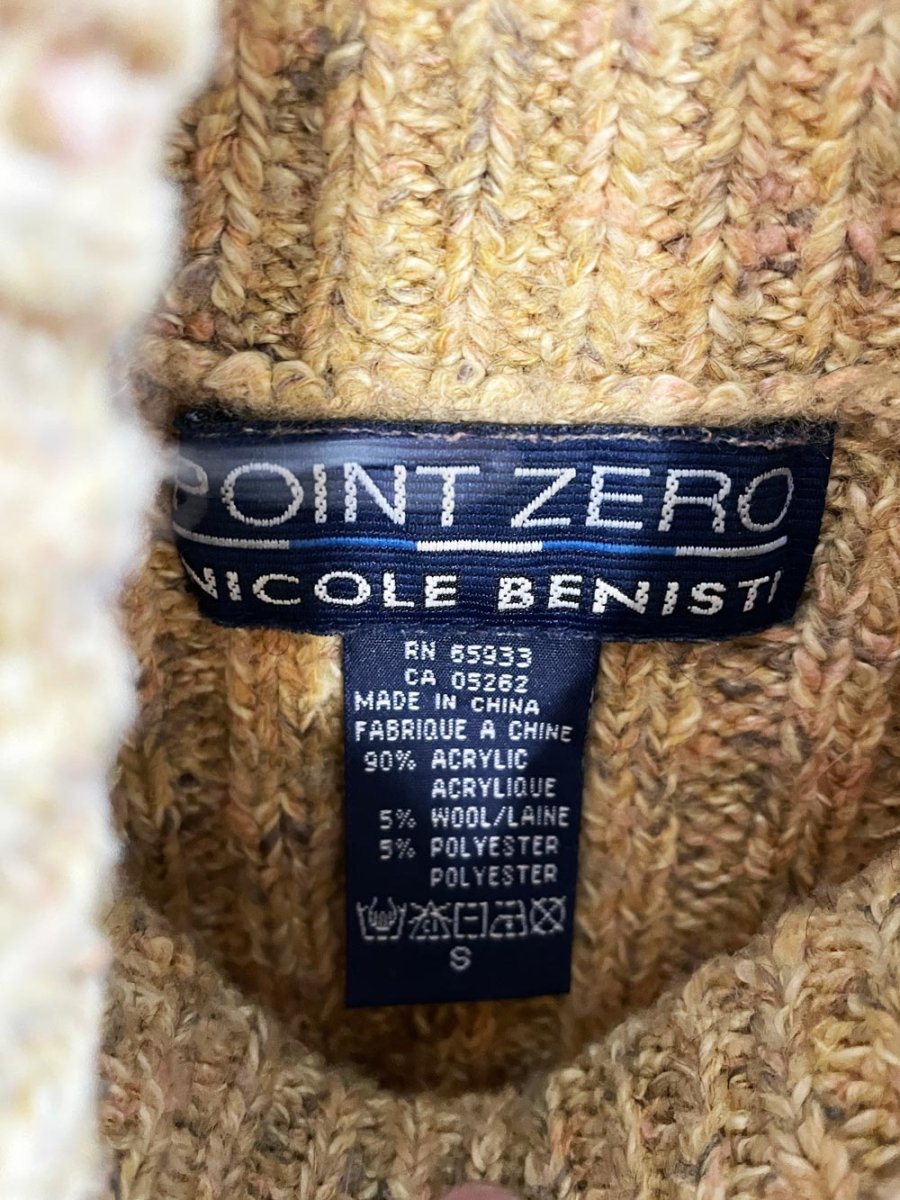 POINT ZERO
NICOLE BENISTI
RN 65933
CA 05262
MADE IN CHINA
FABRIQUE A CHINE
90% ACRYLIC
ACRYLIQUE
5% WOOL/LAINE
5% POLYESTER
POLYESTER
S